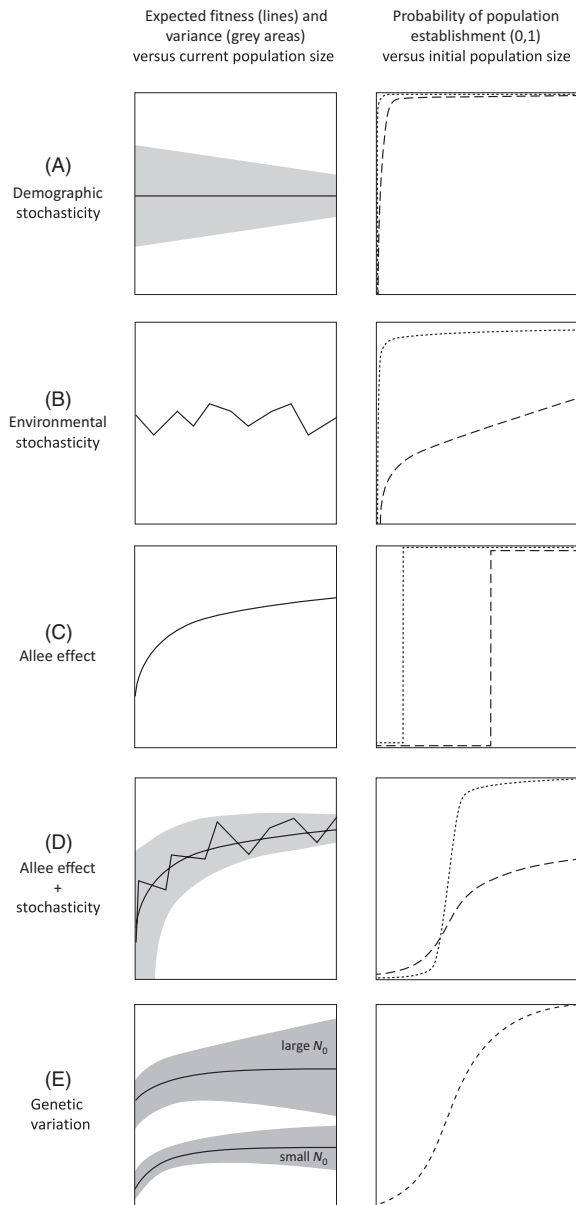 Expected fitness (lines) and
variance (grey areas)
versus current population size
Probability of population
establishment (0,1)
versus initial population size
(A)
Demographic
stochasticity
(B)
Environmental
stochasticity
(C)
Allee effect
(D)
Allee effect
+
stochasticity
(E)
Genetic
variation
large N₀
small N₀